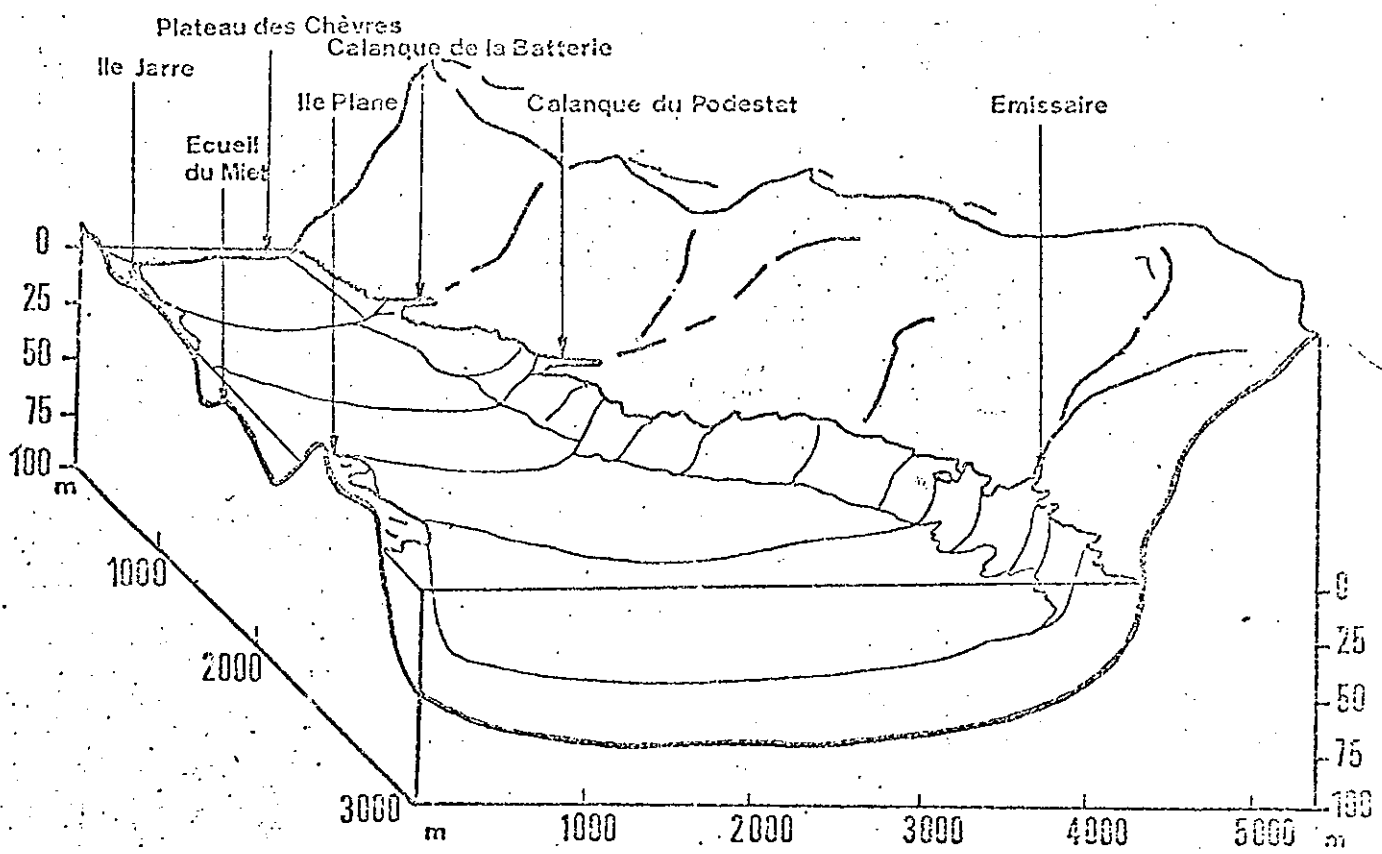 Plateau des Chèvres
Calanque de la Batterie
Ile Jarre
Ile Plane
Calanque du Podestat
Emissaire
Ecueil
du Miet
0
25
50
75
100
m
1000
2000
3000
m
1000
2000
3000
4000
5000
m
0
25
50
75
100